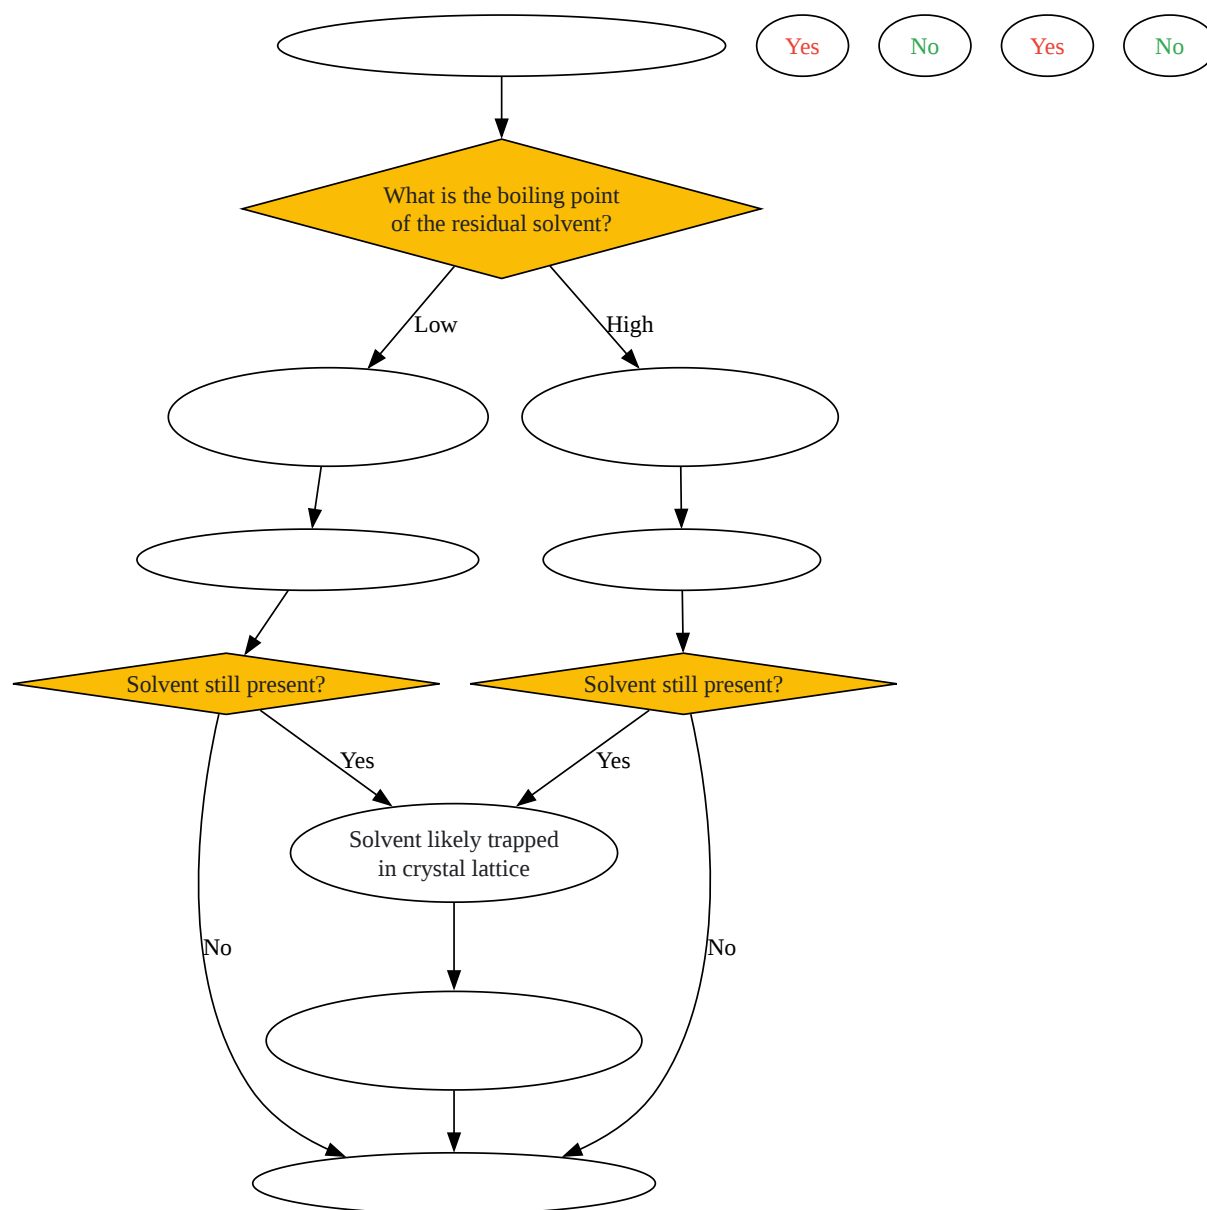 Yes
No
Yes
No
What is the boiling point
of the residual solvent?
Low
High
Solvent still present?
Solvent still present?
Yes
Yes
Solvent likely trapped
in crystal lattice
No
No